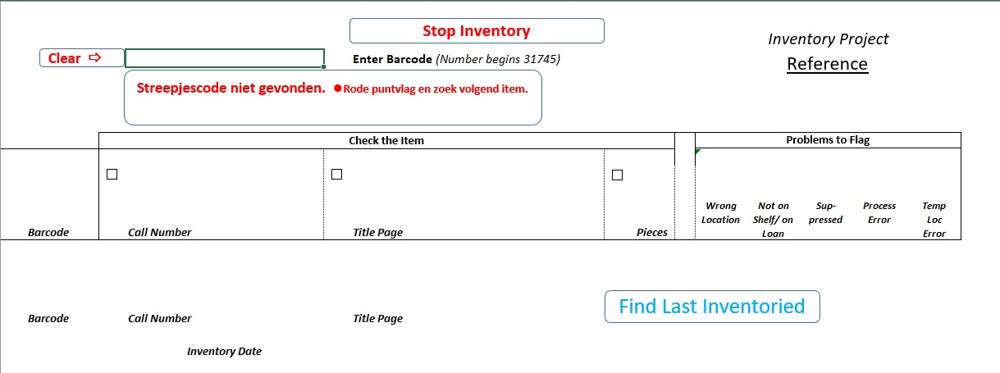 Stop Inventory
Inventory Project
Clear ⇨
Enter Barcode (Number begins 31745)
Reference
Streepjescode niet gevonden. ●Rode puntvlag en zoek volgend item.
Check the Item
Problems to Flag
Wrong Location
Not on Shelf/ on Loan
Sup-pressed
Process Error
Temp Loc Error
Barcode
Call Number
Title Page
Pieces
Find Last Inventoried
Barcode
Call Number
Title Page
Inventory Date